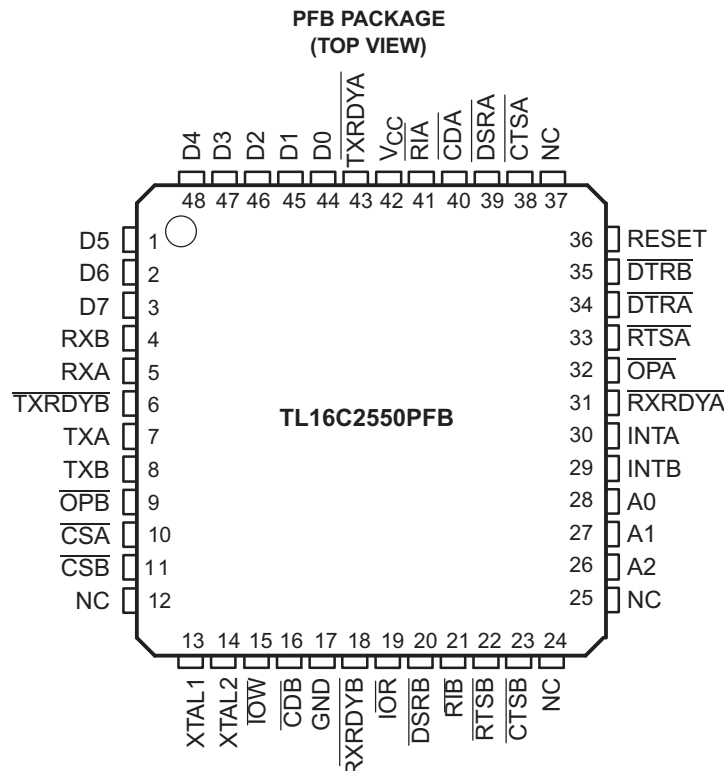 PFB PACKAGE
(TOP VIEW)
D4 D3 D2 D1 D0 TXRDYA VCC RIA CDA DSRA CTSA NC
48 47 46 45 44 43 42 41 40 39 38 37
D5 1 36 RESET
D6 2 35 DTRB
D7 3 34 DTRA
RXB 4 33 RTSA
RXA 5 32 OPA
TXRDYB 6 31 RXRDYA
TL16C2550PFB
TXA 7 30 INTA
TXB 8 29 INTB
OPB 9 28 A0
CSA 10 27 A1
CSB 11 26 A2
NC 12 25 NC
13 14 15 16 17 18 19 20 21 22 23 24
XTAL1 XTAL2 IOW CDB GND RXRDYB IOR DSRB RIB RTSB CTSB NC